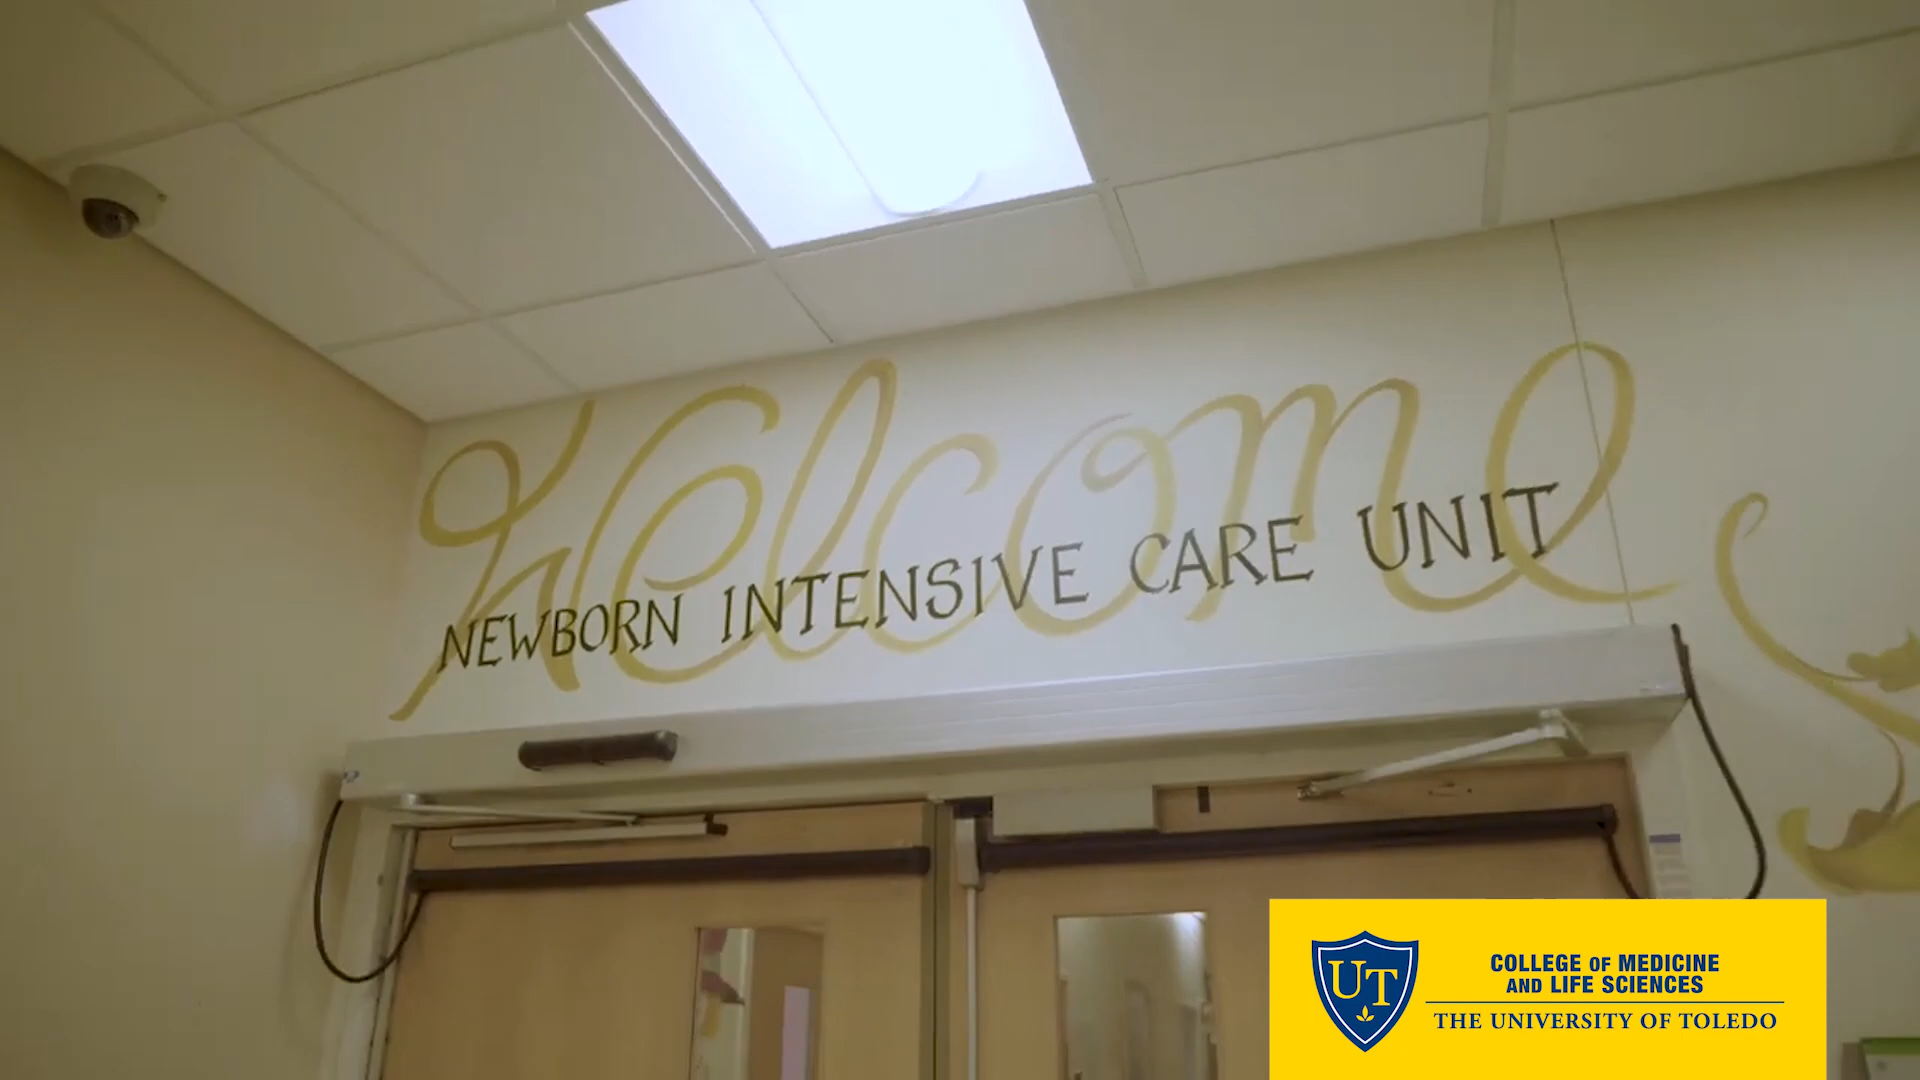 Welcome
NEWBORN INTENSIVE CARE UNIT
UT
COLLEGE OF MEDICINE
AND LIFE SCIENCES
THE UNIVERSITY OF TOLEDO